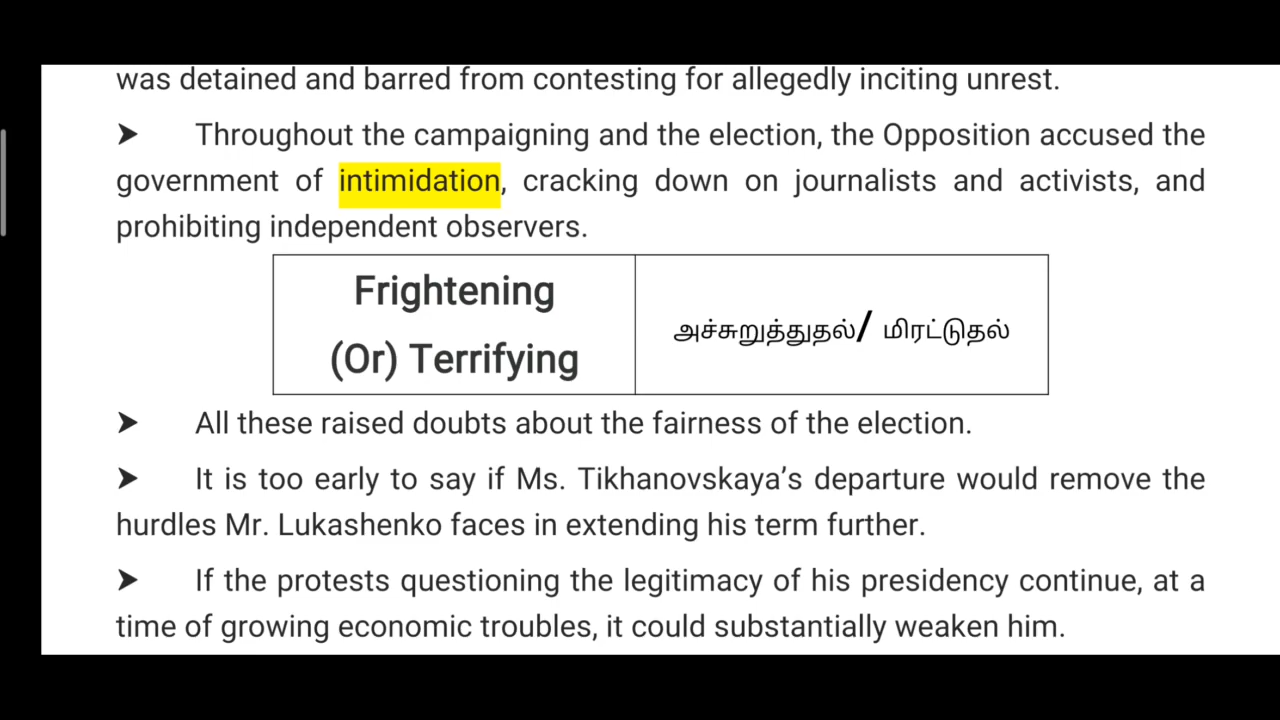 was detained and barred from contesting for allegedly inciting unrest.
➤ Throughout the campaigning and the election, the Opposition accused the
government of intimidation, cracking down on journalists and activists, and
prohibiting independent observers.
Frightening
(Or) Terrifying
அச்சுறுத்துதல்/ மிரட்டுதல்
➤ All these raised doubts about the fairness of the election.
➤ It is too early to say if Ms. Tikhanovskaya’s departure would remove the
hurdles Mr. Lukashenko faces in extending his term further.
➤ If the protests questioning the legitimacy of his presidency continue, at a
time of growing economic troubles, it could substantially weaken him.